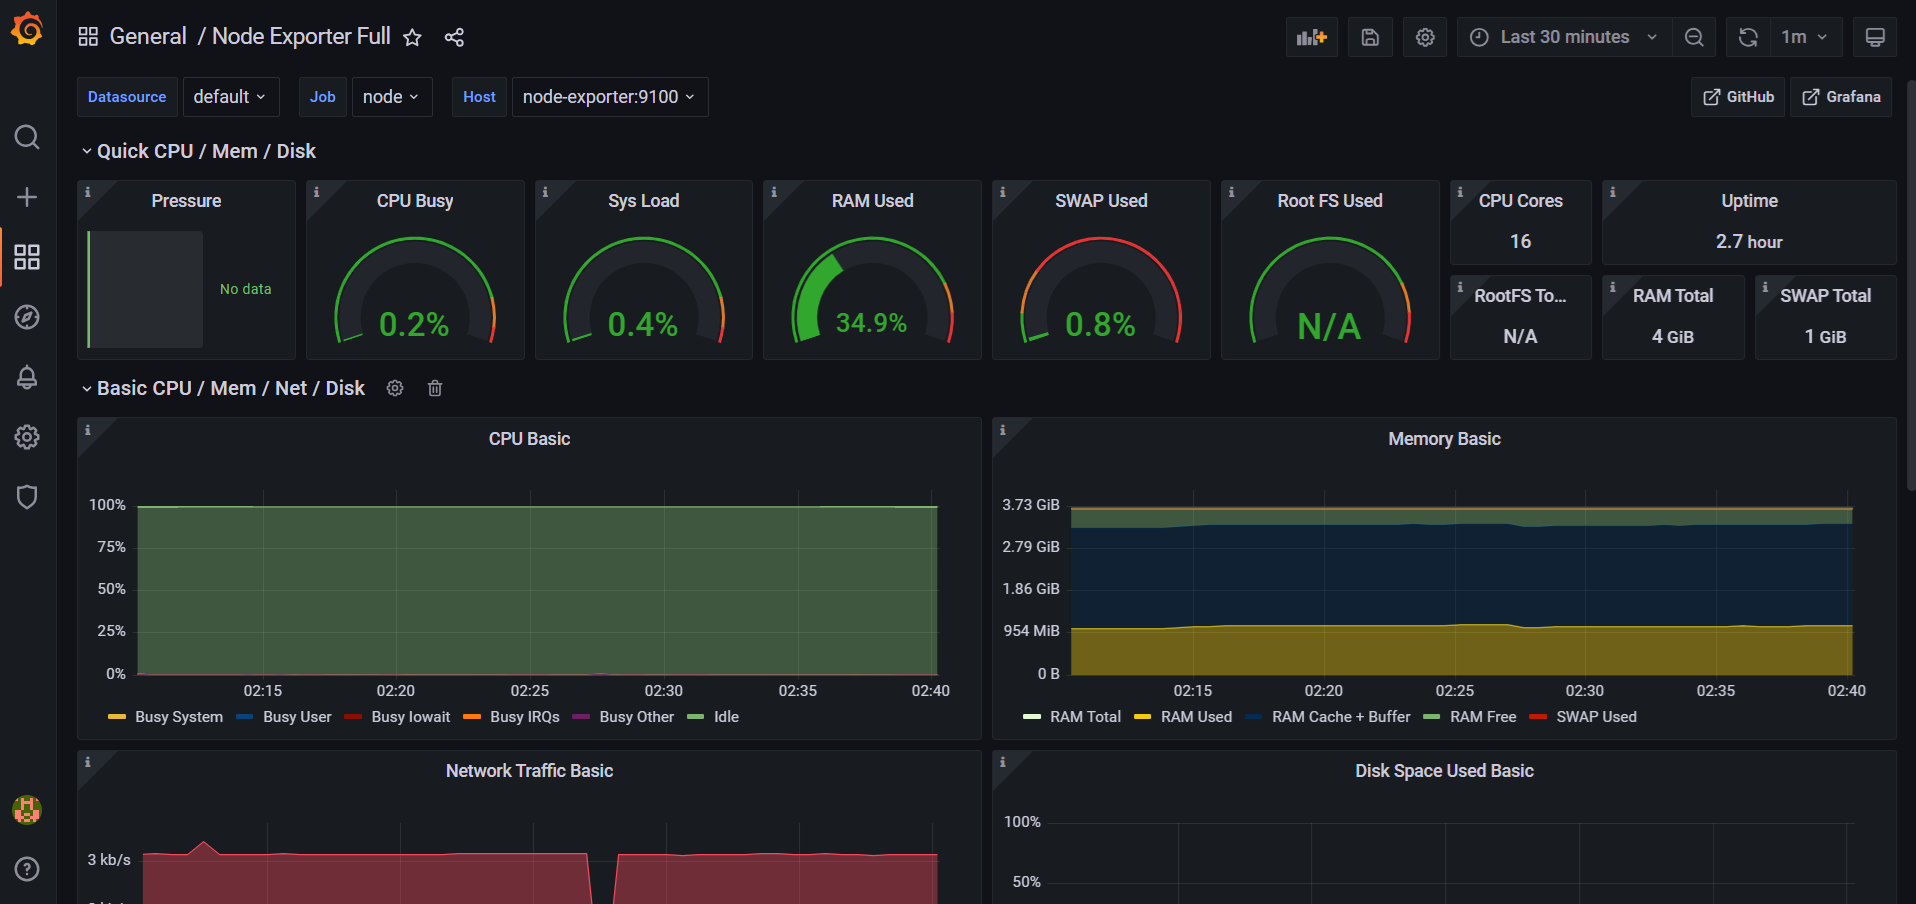 General / Node Exporter Full
Last 30 minutes
1m
Datasource default Job node Host node-exporter:9100
GitHub Grafana
Quick CPU / Mem / Disk
Pressure
No data
CPU Busy
0.2%
Sys Load
0.4%
RAM Used
34.9%
SWAP Used
0.8%
Root FS Used
N/A
CPU Cores
16
Uptime
2.7 hour
RootFS To...
N/A
RAM Total
4 GiB
SWAP Total
1 GiB
Basic CPU / Mem / Net / Disk
CPU Basic
100%
75%
50%
25%
0%
02:15 02:20 02:25 02:30 02:35 02:40
Busy System Busy User Busy Iowait Busy IRQs Busy Other Idle
Memory Basic
3.73 GiB
2.79 GiB
1.86 GiB
954 MiB
0 B
02:15 02:20 02:25 02:30 02:35 02:40
RAM Total RAM Used RAM Cache + Buffer RAM Free SWAP Used
Network Traffic Basic
3 kb/s
Disk Space Used Basic
100%
50%